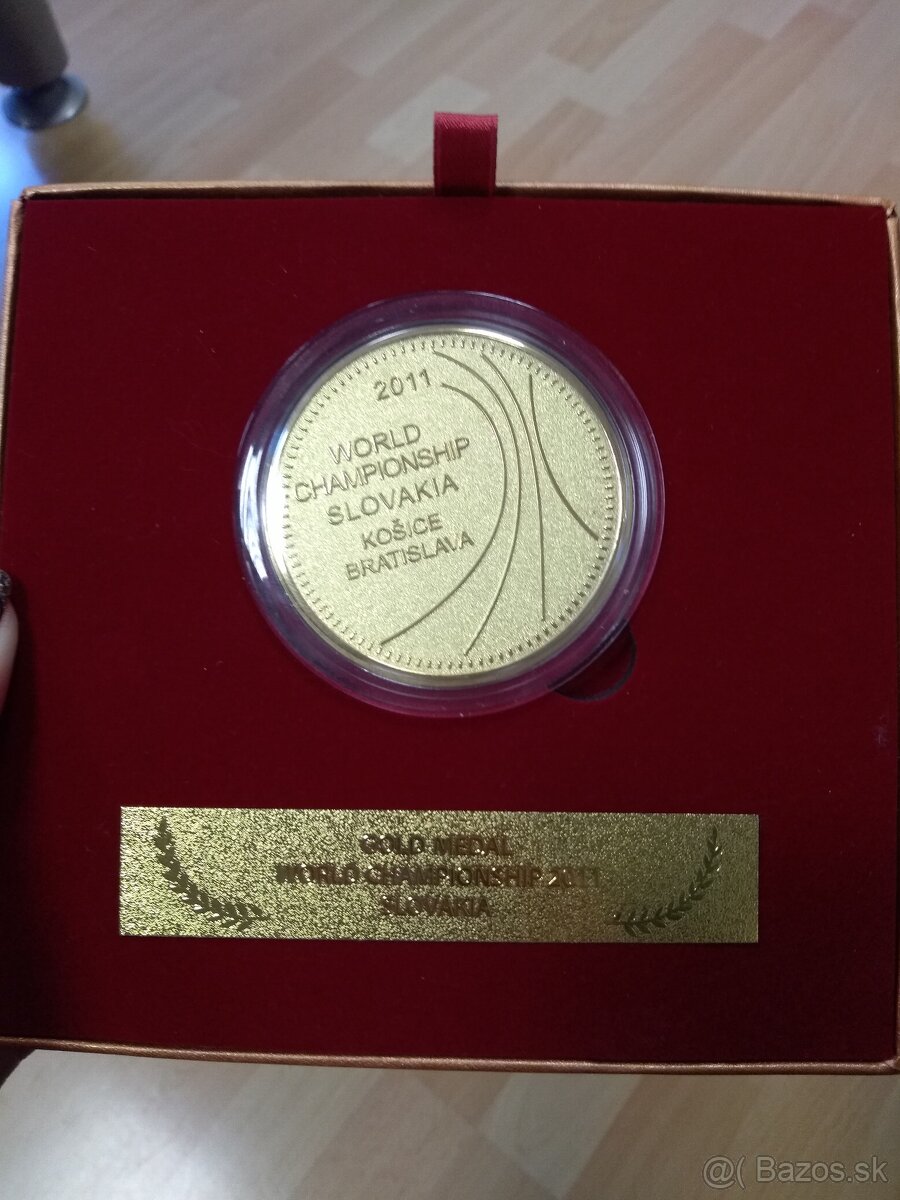 2011
WORLD
CHAMPIONSHIP
SLOVAKIA
KOŠICE
BRATISLAVA
GOLD MEDAL
WORLD CHAMPIONSHIP 2011
SLOVAKIA
@( Bazos.sk